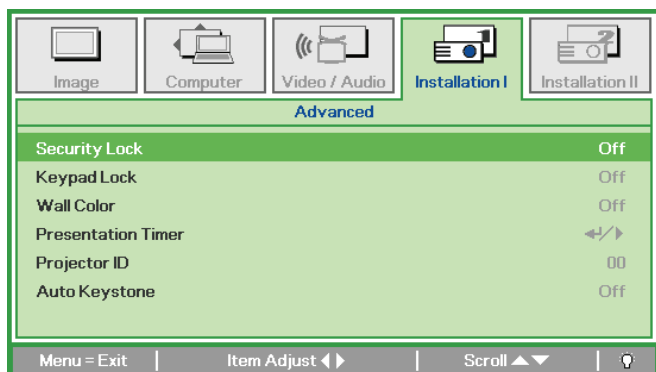 Image Computer Video / Audio Installation I Installation II
Advanced
Security Lock Off
Keypad Lock Off
Wall Color Off
Presentation Timer
Projector ID 00
Auto Keystone Off
Menu = Exit Item Adjust Scroll